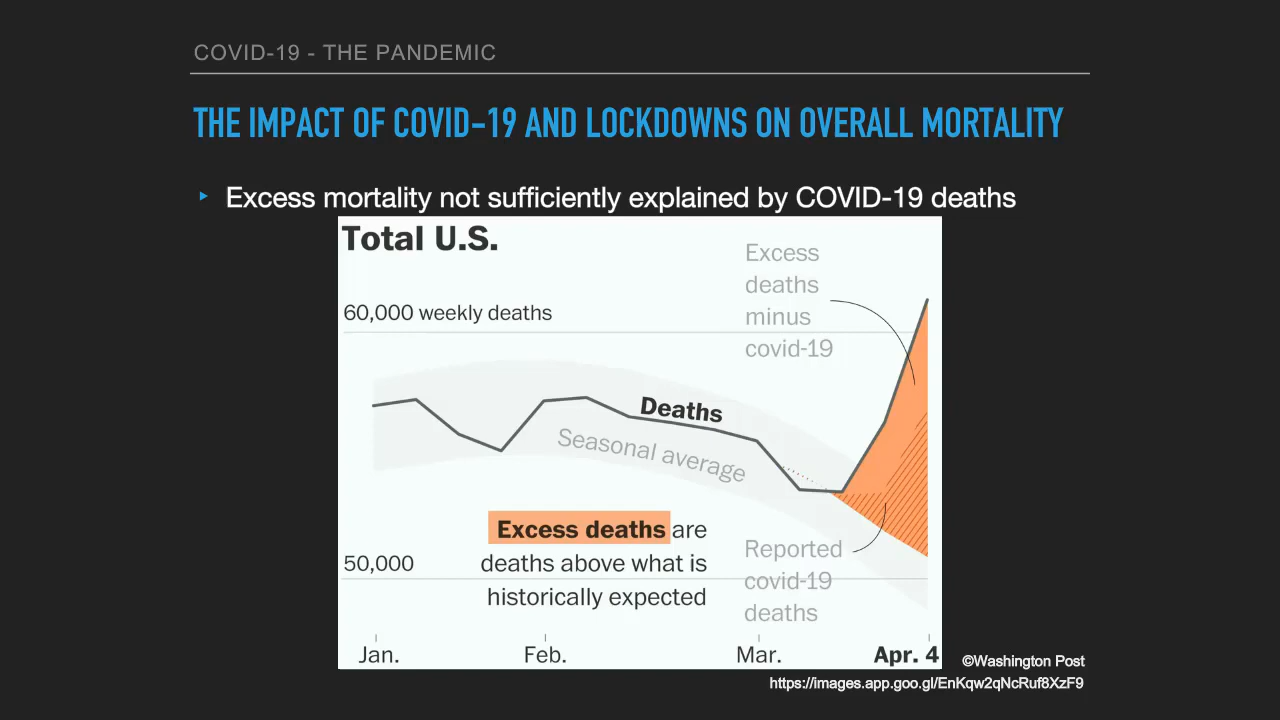 COVID-19 - THE PANDEMIC
THE IMPACT OF COVID-19 AND LOCKDOWNS ON OVERALL MORTALITY
‣ Excess mortality not sufficiently explained by COVID-19 deaths
Total U.S.
Excess
deaths
minus
covid-19
60,000 weekly deaths
Deaths
Seasonal average
Excess deaths are
deaths above what is
historically expected
50,000
Reported
covid-19
deaths
Jan.
Feb.
Mar.
Apr. 4
©Washington Post
https://images.app.goo.gl/EnKqw2qNcRuf8XzF9